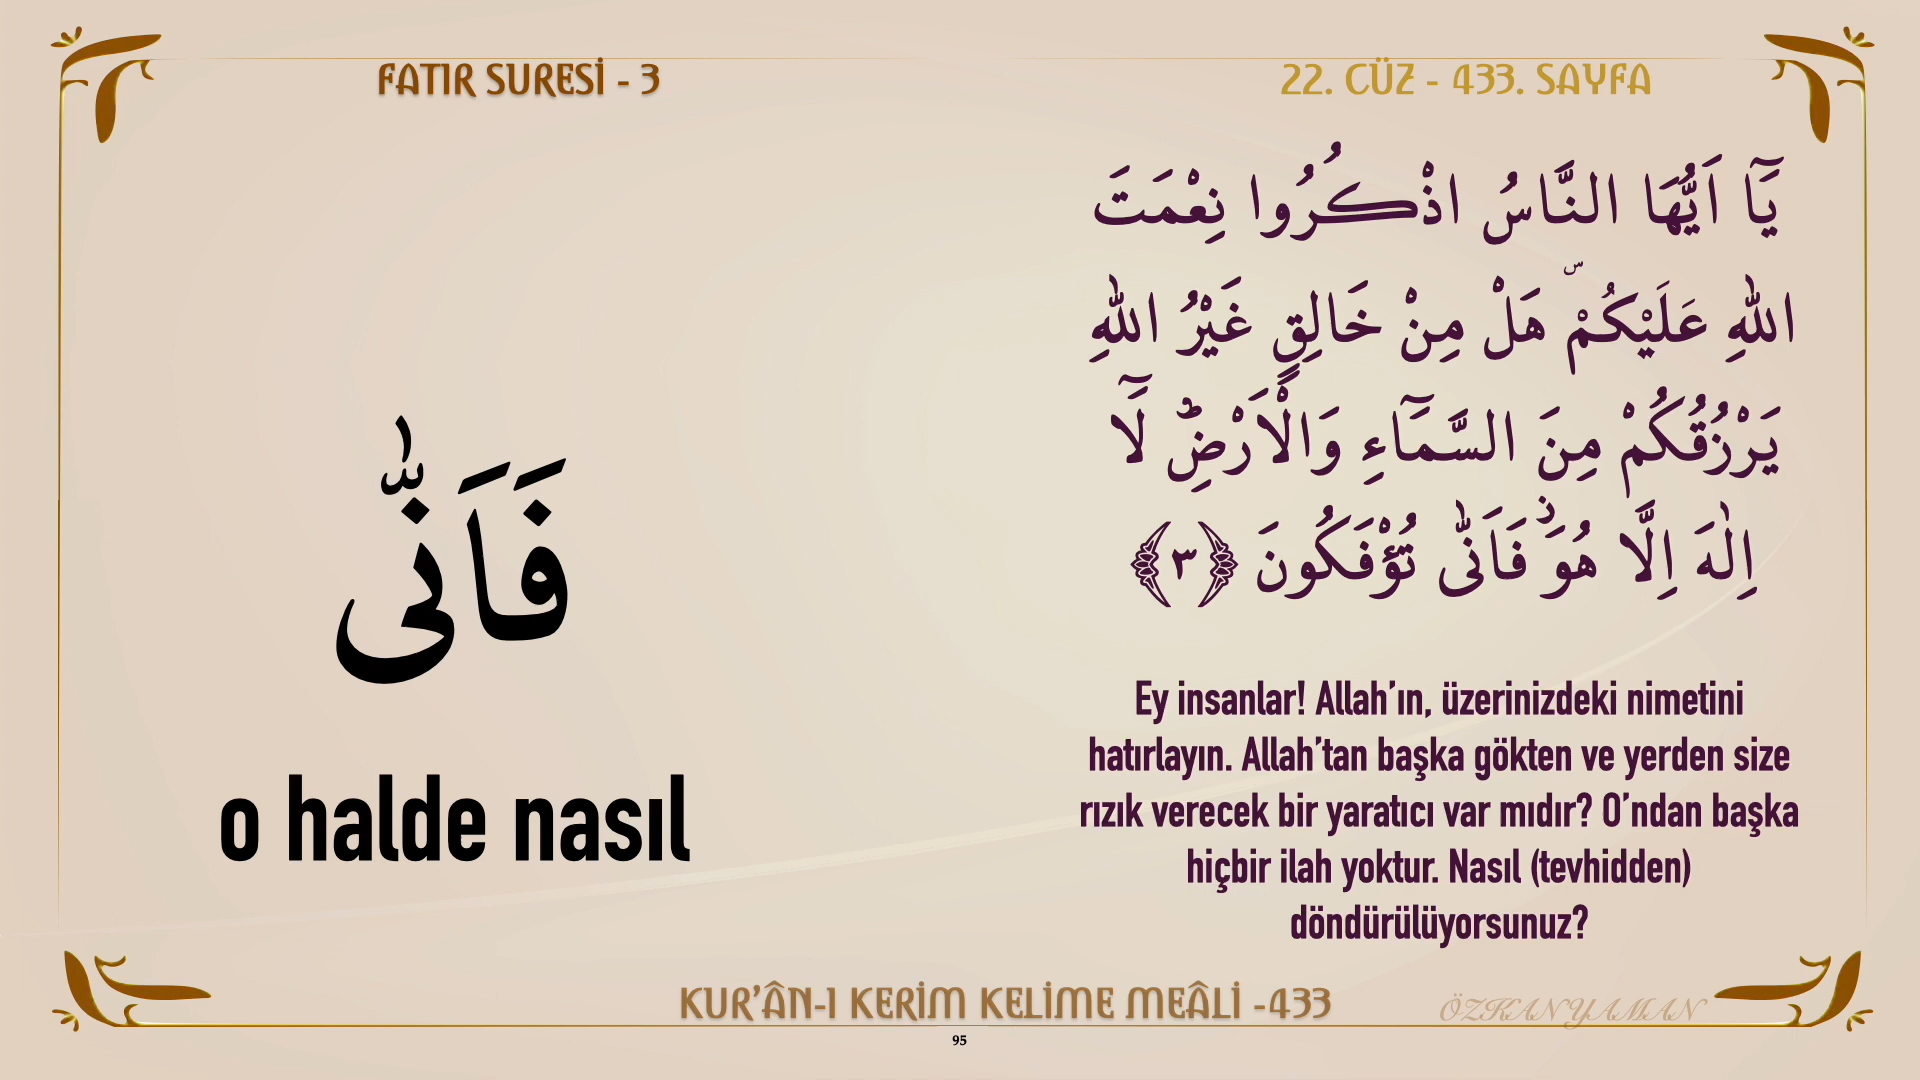 FATIR SURESİ - 3
22. CÜZ - 433. SAYFA
يَٓا اَيُّهَا النَّاسُ اذْكُرُوا نِعْمَتَ
اللّٰهِ عَلَيْكُمْۜ هَلْ مِنْ خَالِقٍ غَيْرُ اللّٰهِ
يَرْزُقُكُمْ مِنَ السَّمَٓاءِ وَالْاَرْضِۜ لَٓا
اِلٰهَ اِلَّا هُوَۘ فَاَنّٰى تُؤْفَكُونَ ﴿٣﴾
فَاَنّٰى
o halde nasıl
Ey insanlar! Allah’ın, üzerinizdeki nimetini
hatırlayın. Allah’tan başka gökten ve yerden size
rızık verecek bir yaratıcı var mıdır? O’ndan başka
hiçbir ilah yoktur. Nasıl (tevhidden)
döndürülüyorsunuz?
KUR’ÂN-I KERİM KELİME MEÂLİ -433
ÖZKAN YAMAN
95